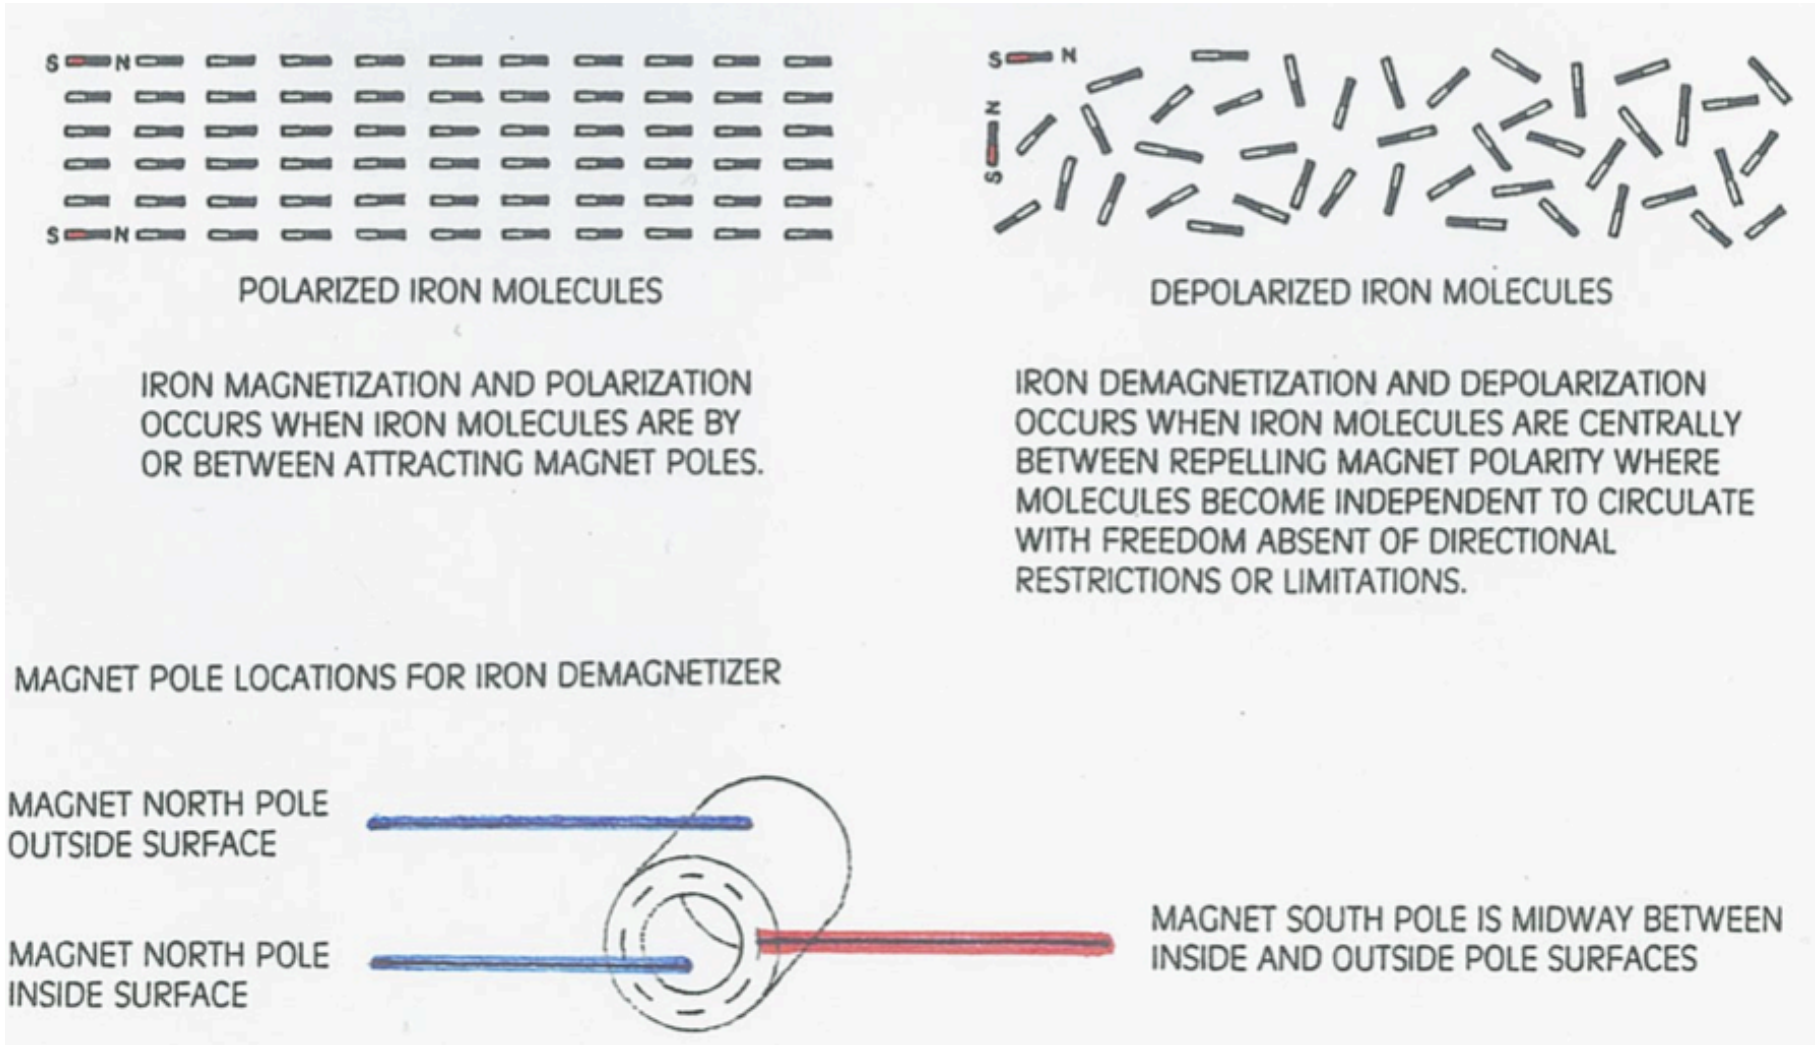 S N
S N
POLARIZED IRON MOLECULES
IRON MAGNETIZATION AND POLARIZATION
OCCURS WHEN IRON MOLECULES ARE BY
OR BETWEEN ATTRACTING MAGNET POLES.
S N
N
S
DEPOLARIZED IRON MOLECULES
IRON DEMAGNETIZATION AND DEPOLARIZATION
OCCURS WHEN IRON MOLECULES ARE CENTRALLY
BETWEEN REPELLING MAGNET POLARITY WHERE
MOLECULES BECOME INDEPENDENT TO CIRCULATE
WITH FREEDOM ABSENT OF DIRECTIONAL
RESTRICTIONS OR LIMITATIONS.
MAGNET POLE LOCATIONS FOR IRON DEMAGNETIZER
MAGNET NORTH POLE
OUTSIDE SURFACE
MAGNET NORTH POLE
INSIDE SURFACE
MAGNET SOUTH POLE IS MIDWAY BETWEEN
INSIDE AND OUTSIDE POLE SURFACES